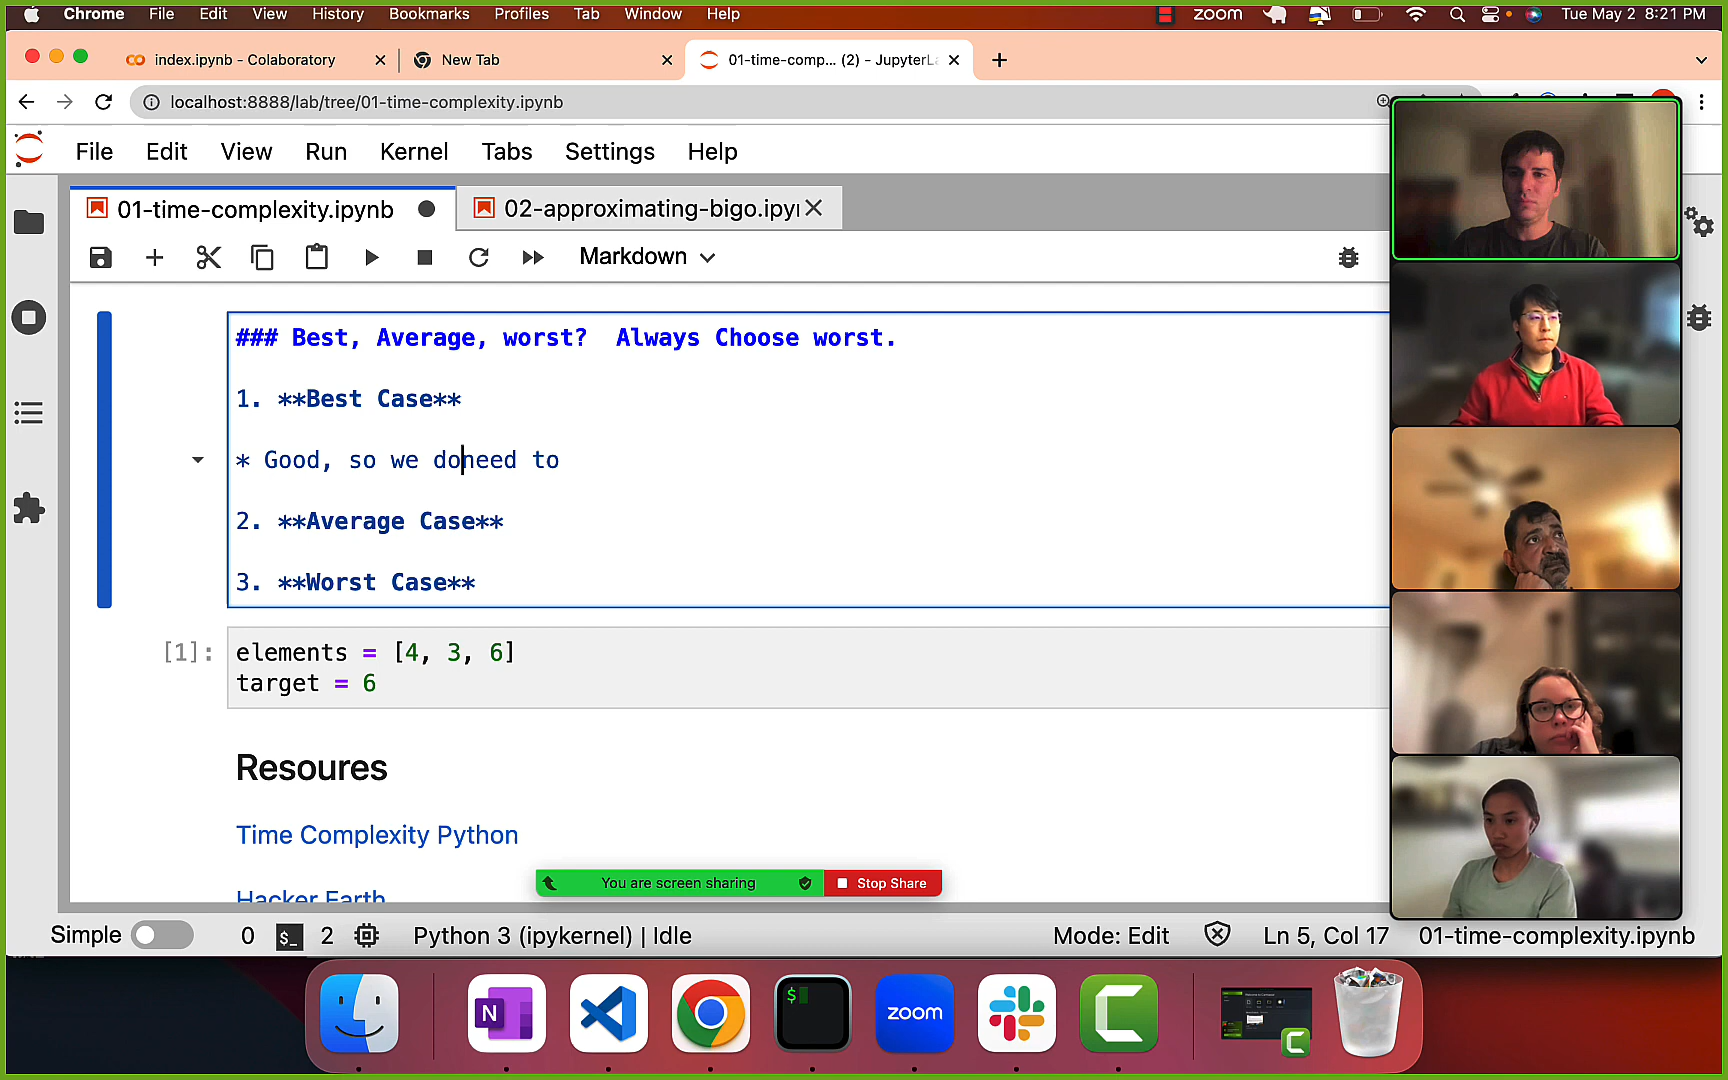 Chrome File Edit View History Bookmarks Profiles Tab Window Help zoom Tue May 2 8:21 PM
index.ipynb - Colaboratory New Tab 01-time-comp... (2) - JupyterLa
localhost:8888/lab/tree/01-time-complexity.ipynb
File Edit View Run Kernel Tabs Settings Help
01-time-complexity.ipynb 02-approximating-bigo.ipyn
Markdown
### Best, Average, worst?  Always Choose worst.
1. **Best Case**
* Good, so we doneed to
2. **Average Case**
3. **Worst Case**
[1]: elements = [4, 3, 6]
target = 6
Resoures
Time Complexity Python
Hacker Earth
You are screen sharing Stop Share
Simple 0 $_ 2 Python 3 (ipykernel) | Idle Mode: Edit Ln 5, Col 17 01-time-complexity.ipynb
N $ zoom C C